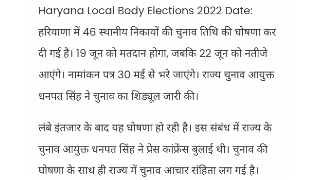 Haryana Local Body Elections 2022 Date:
हरियाणा में 46 स्थानीय निकायों की चुनाव तिथि की घोषणा कर
दी गई है। 19 जून को मतदान होगा, जबकि 22 जून को नतीजे
आएंगे। नामांकन पत्र 30 मई से भरे जाएंगे। राज्य चुनाव आयुक्त
धनपत सिंह ने चुनाव का शिड्यूल जारी की।
लंबे इंतजार के बाद यह घोषणा हो रही है। इस संबंध में राज्य के
चुनाव आयुक्त धनपत सिंह ने प्रेस कांफ्रेंस बुलाई थी। चुनाव की
घोषणा के साथ ही राज्य में चुनाव आचार संहिता लग गई है।